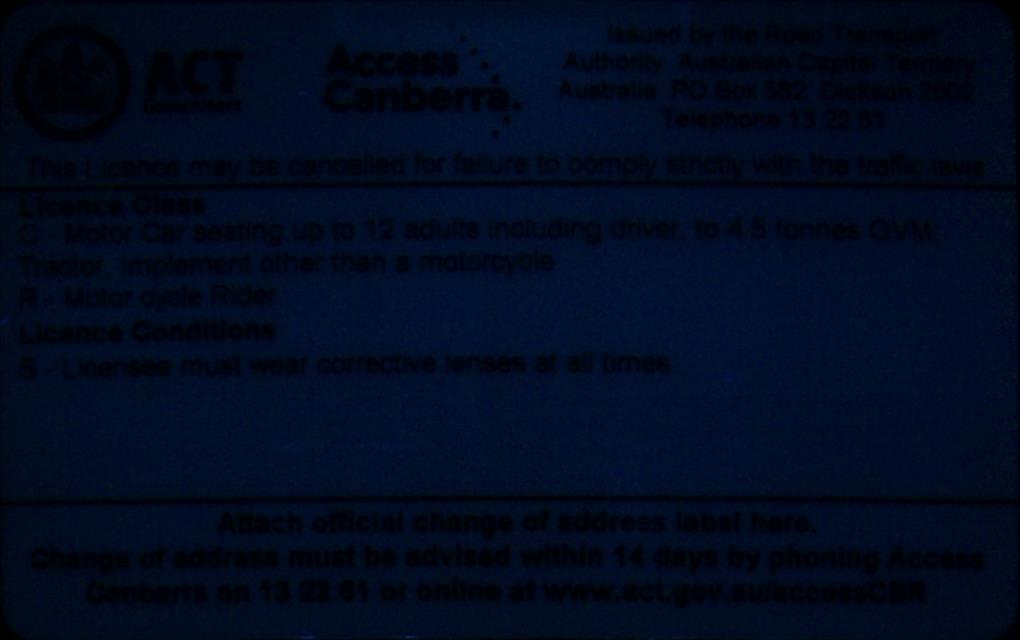 ACT
Government
Access
Canberra.
Issued by the Road Transport
Authority Australian Capital Territory
Australia PO Box 582 Dickson 2602
Telephone 13 22 81
This Licence may be cancelled for failure to comply strictly with the traffic laws
Licence Class
C - Motor Car seating up to 12 adults including driver, to 4.5 tonnes GVM,
Tractor, Implement other than a motorcycle
R - Motor cycle Rider
Licence Conditions
S - Licensee must wear corrective lenses at all times
Attach official change of address label here.
Change of address must be advised within 14 days by phoning Access
Canberra on 13 22 81 or online at www.act.gov.au/accessCBR